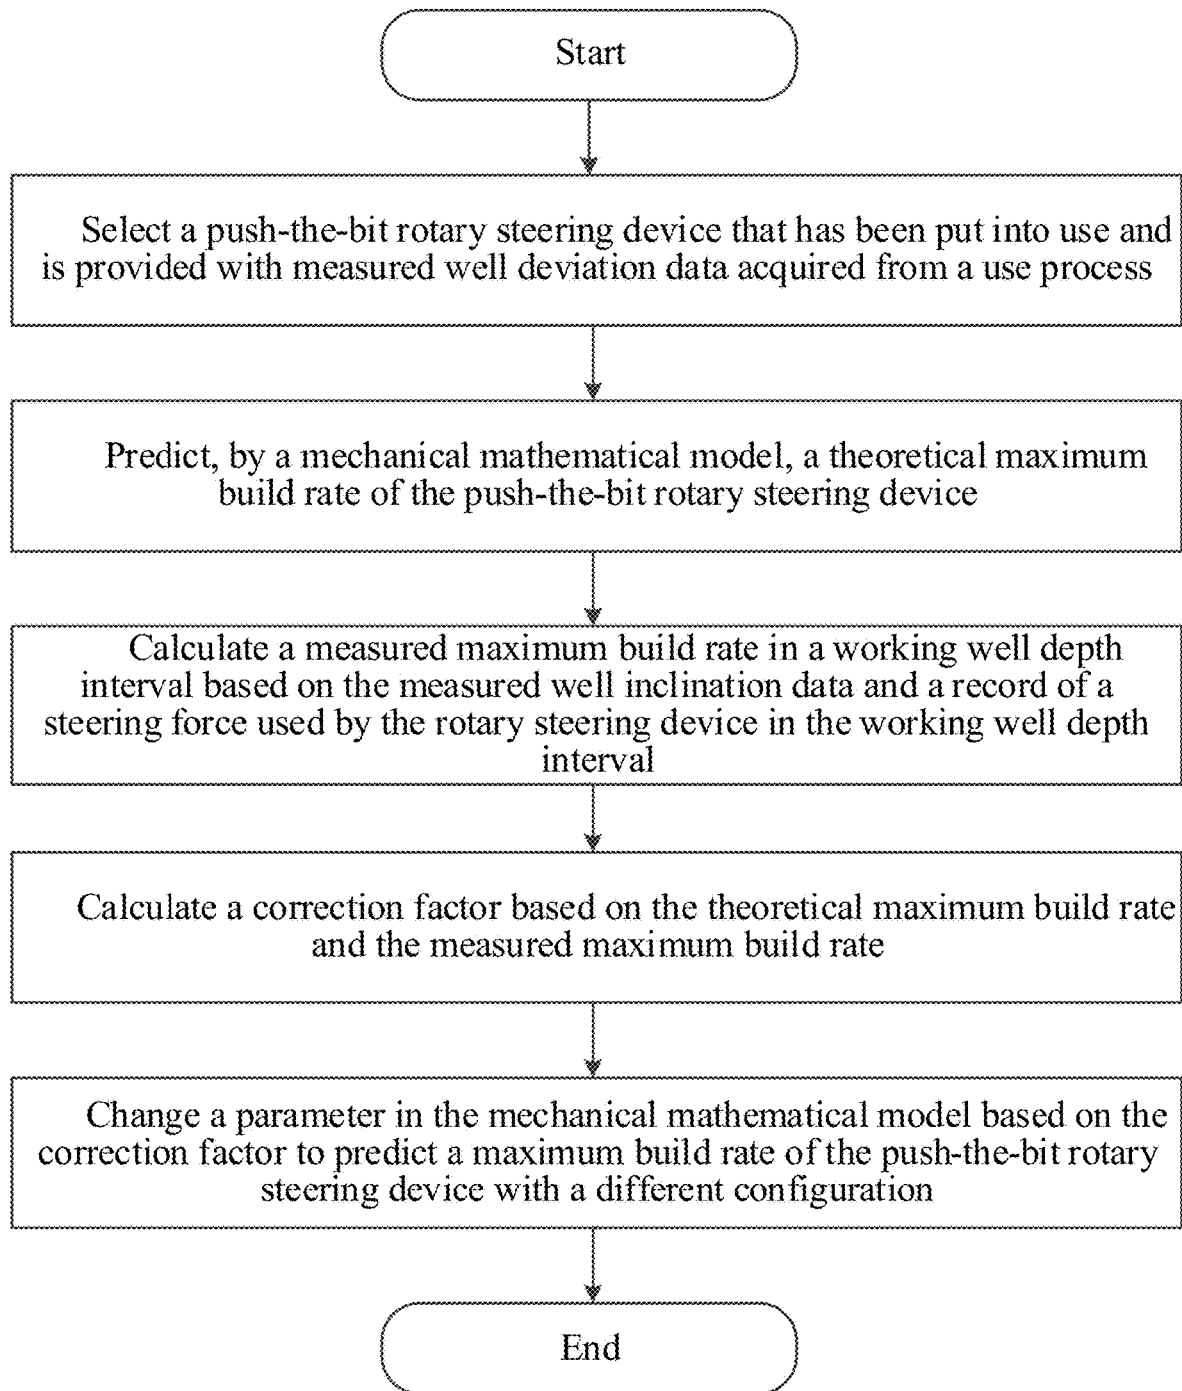 Start
Select a push-the-bit rotary steering device that has been put into use and
is provided with measured well deviation data acquired from a use process
Predict, by a mechanical mathematical model, a theoretical maximum
build rate of the push-the-bit rotary steering device
Calculate a measured maximum build rate in a working well depth
interval based on the measured well inclination data and a record of a
steering force used by the rotary steering device in the working well depth
interval
Calculate a correction factor based on the theoretical maximum build rate
and the measured maximum build rate
Change a parameter in the mechanical mathematical model based on the
correction factor to predict a maximum build rate of the push-the-bit rotary
steering device with a different configuration
End